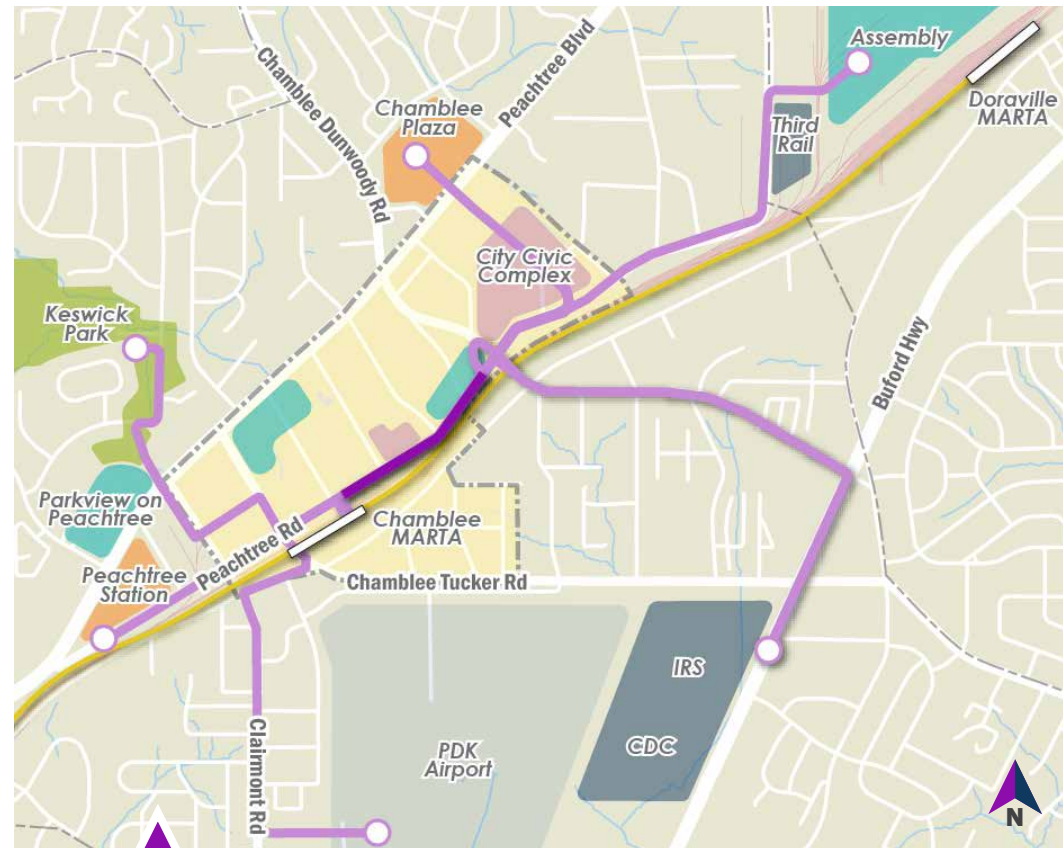 Assembly
Doraville
MARTA
Third
Rail
Peachtree Blvd
Chamblee
Plaza
Chamblee Dunwoody Rd
City Civic
Complex
Keswick
Park
Buford Hwy
Parkview on
Peachtree
Chamblee
MARTA
Peachtree Rd
Peachtree
Station
Chamblee Tucker Rd
IRS
CDC
PDK
Airport
Clairmont Rd
N